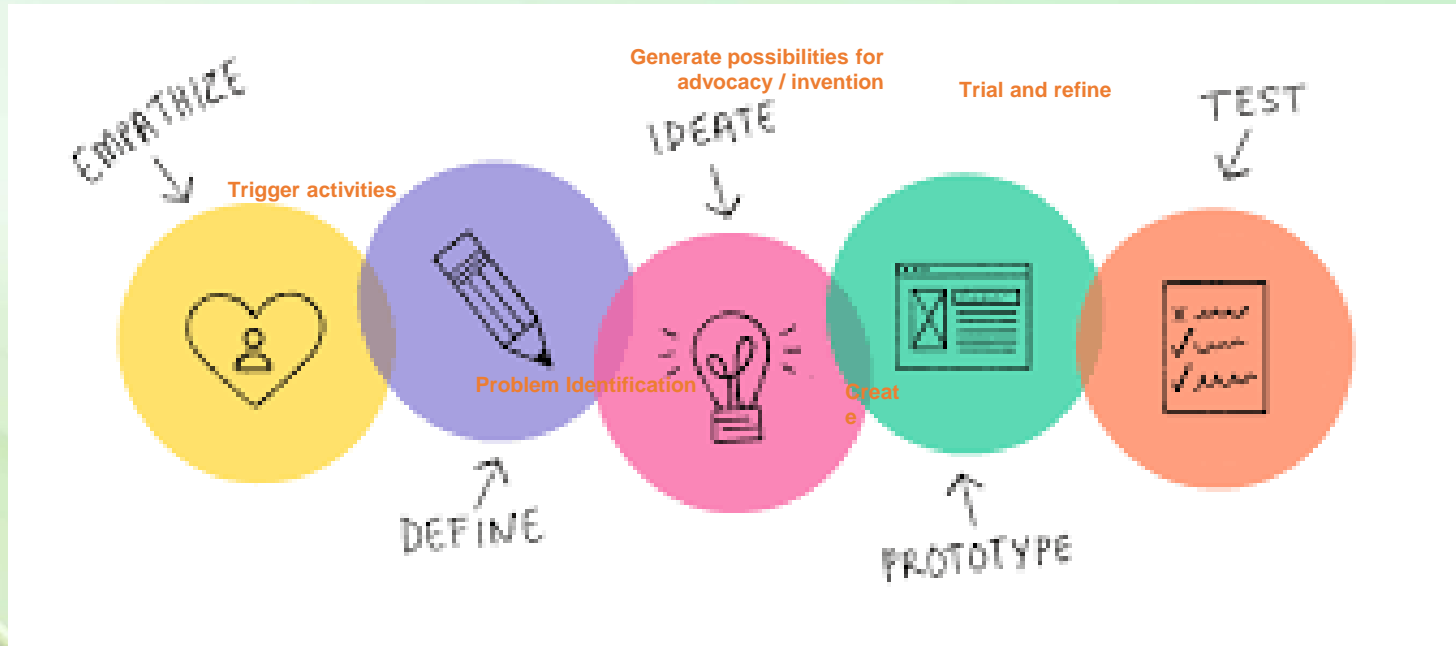 EMPATHIZE
Trigger activities
DEFINE
Problem Identification
Generate possibilities for
advocacy / invention
IDEATE
Creat
e
PROTOTYPE
Trial and refine
TEST